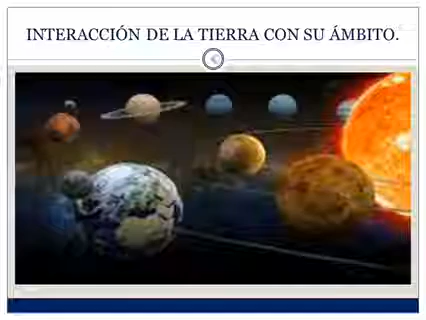 INTERACCIÓN DE LA TIERRA CON SU ÁMBITO.